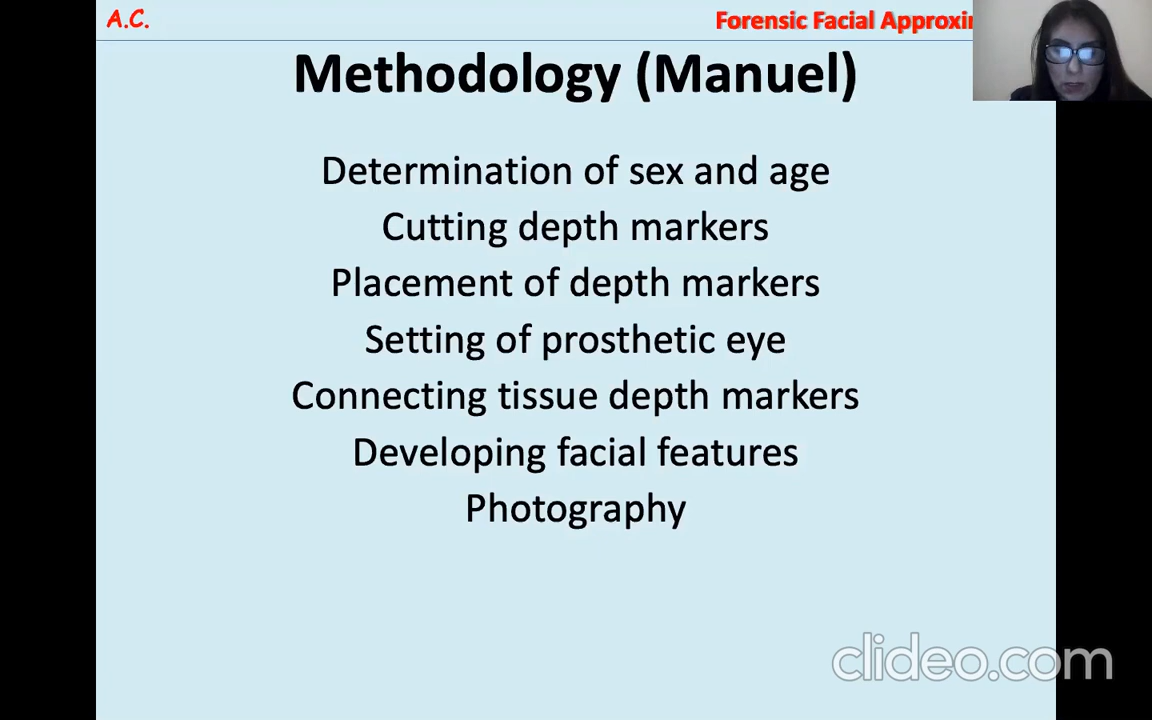 A.C.
Forensic Facial
Methodology (Manuel)
Determination of sex and age
Cutting depth markers
Placement of depth markers
Setting of prosthetic eye
Connecting tissue depth markers
Developing facial features
Photography
clideo.com